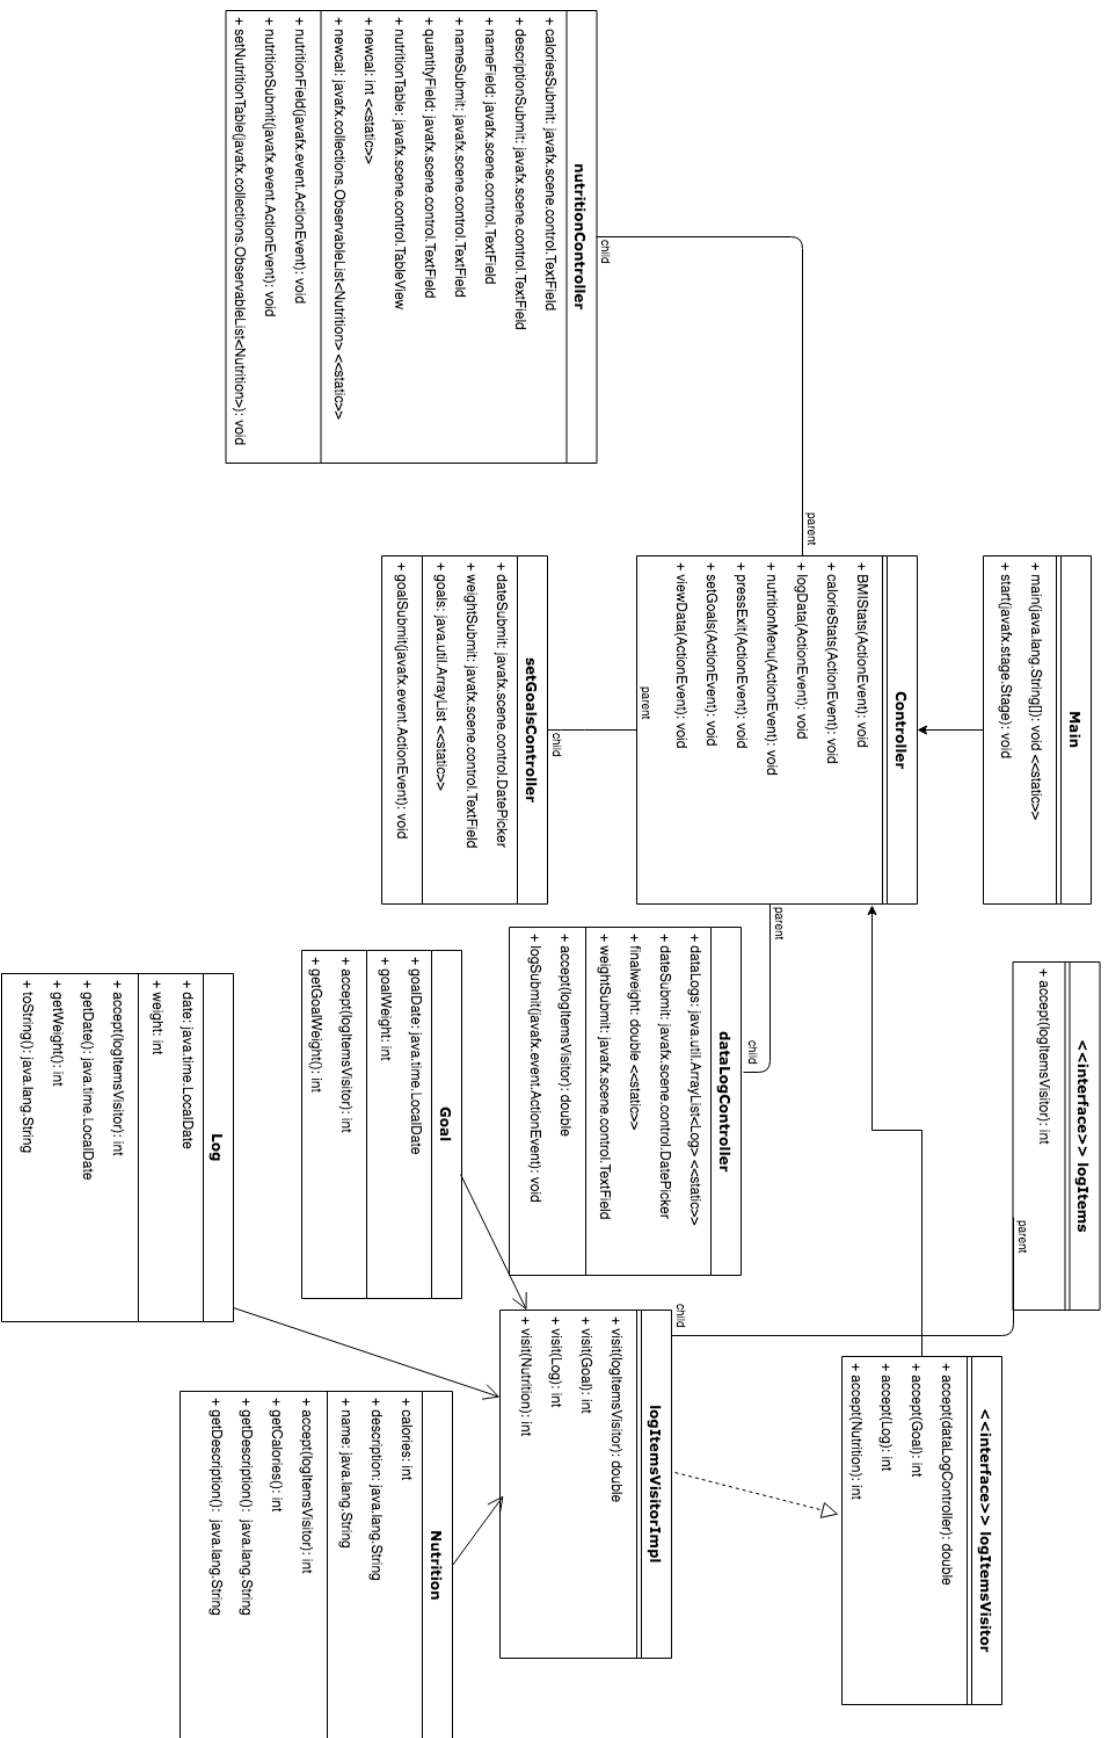 Main
+ main(java.lang.String[]): void <<static>>
+ start(javafx.stage.Stage): void
<<interface>> logItems
+ accept(logItemsVisitor): int
parent
<<interface>> logItemsVisitor
+ accept(dataLogController): double
+ accept(Goal): int
+ accept(Log): int
+ accept(Nutrition): int
Controller
+ BMIStats(ActionEvent): void
+ calorieStats(ActionEvent): void
+ logData(ActionEvent): void
+ nutritionMenu(ActionEvent): void
+ pressExit(ActionEvent): void
+ setGoals(ActionEvent): void
+ viewData(ActionEvent): void
parent
parent
parent
child
nutritionController
+ caloriesSubmit: javafx.scene.control.TextField
+ descriptionSubmit: javafx.scene.control.TextField
+ nameField: javafx.scene.control.TextField
+ nameSubmit: javafx.scene.control.TextField
+ quantityField: javafx.scene.control.TextField
+ nutritionTable: javafx.scene.control.TableView
+ newcal: int <<static>>
+ newcal: javafx.collections.ObservableList<Nutrition> <<static>>
+ nutritionField(javafx.event.ActionEvent): void
+ nutritionSubmit(javafx.event.ActionEvent): void
+ setNutritionTable(javafx.collections.ObservableList<Nutrition>): void
child
setGoalsController
+ dateSubmit: javafx.scene.control.DatePicker
+ weightSubmit: javafx.scene.control.TextField
+ goals: java.util.ArrayList <<static>>
+ goalSubmit(javafx.event.ActionEvent): void
child
dataLogController
+ dataLogs: java.util.ArrayList<Log> <<static>>
+ dateSubmit: javafx.scene.control.DatePicker
+ finalweight: double <<static>>
+ weightSubmit: javafx.scene.control.TextField
+ accept(logItemsVisitor): double
+ logSubmit(javafx.event.ActionEvent): void
child
logItemsVisitorImpl
+ visit(logItemsVisitor): double
+ visit(Goal): int
+ visit(Log): int
+ visit(Nutrition): int
Goal
+ goalDate: java.time.LocalDate
+ goalWeight: int
+ accept(logItemsVisitor): int
+ getGoalWeight(): int
Log
+ date: java.time.LocalDate
+ weight: int
+ accept(logItemsVisitor): int
+ getDate(): java.time.LocalDate
+ getWeight(): int
+ toString(): java.lang.String
Nutrition
+ calories: int
+ description: java.lang.String
+ name: java.lang.String
+ accept(logItemsVisitor): int
+ getCalories(): int
+ getDescription(): java.lang.String
+ getDescription(): java.lang.String